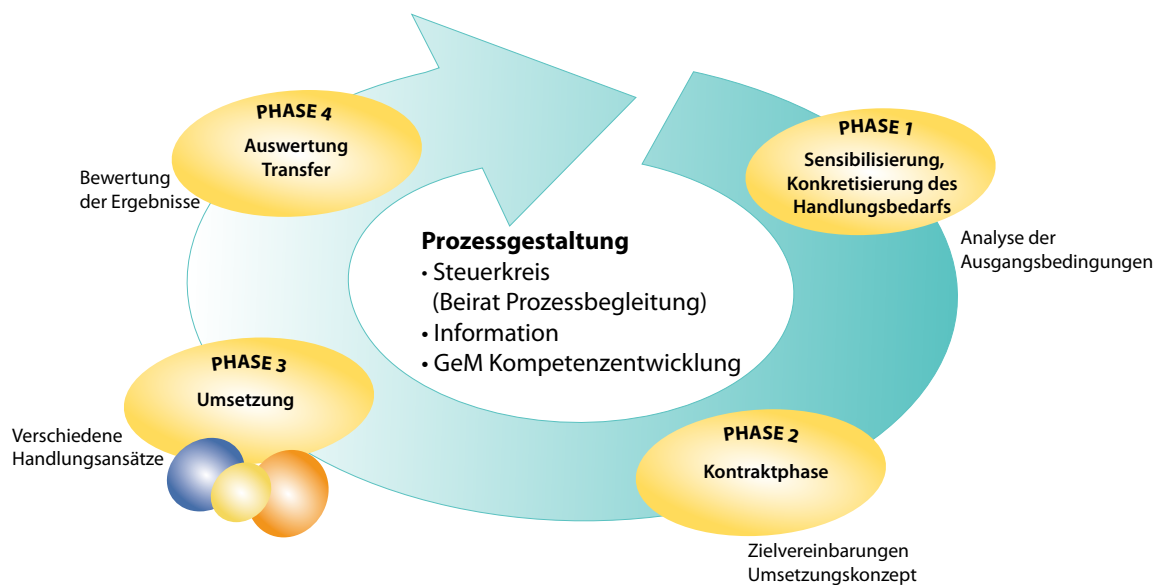 PHASE 1
Sensibilisierung,
Konkretisierung des
Handlungsbedarfs
Analyse der
Ausgangsbedingungen
PHASE 2
Kontraktphase
Zielvereinbarungen
Umsetzungskonzept
PHASE 3
Umsetzung
Verschiedene
Handlungsansätze
PHASE 4
Auswertung
Transfer
Bewertung
der Ergebnisse
Prozessgestaltung
• Steuerkreis
(Beirat Prozessbegleitung)
• Information
• GeM Kompetenzentwicklung